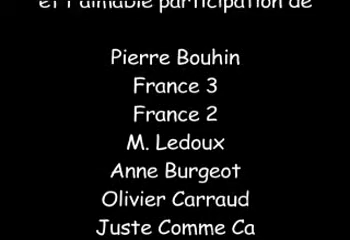 et l'aimable participation de
Pierre Bouhin
France 3
France 2
M. Ledoux
Anne Burgeot
Olivier Carraud
Juste Comme Ca